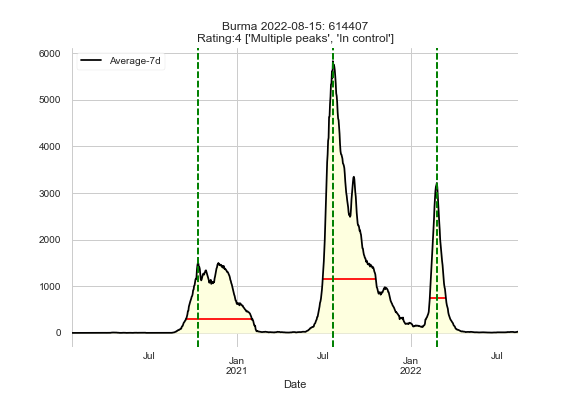 Burma 2022-08-15: 614407
Rating:4 ['Multiple peaks', 'In control']
Average-7d
6000
5000
4000
3000
2000
1000
0
Jul
Jan
2021
Jul
Jan
2022
Jul
Date